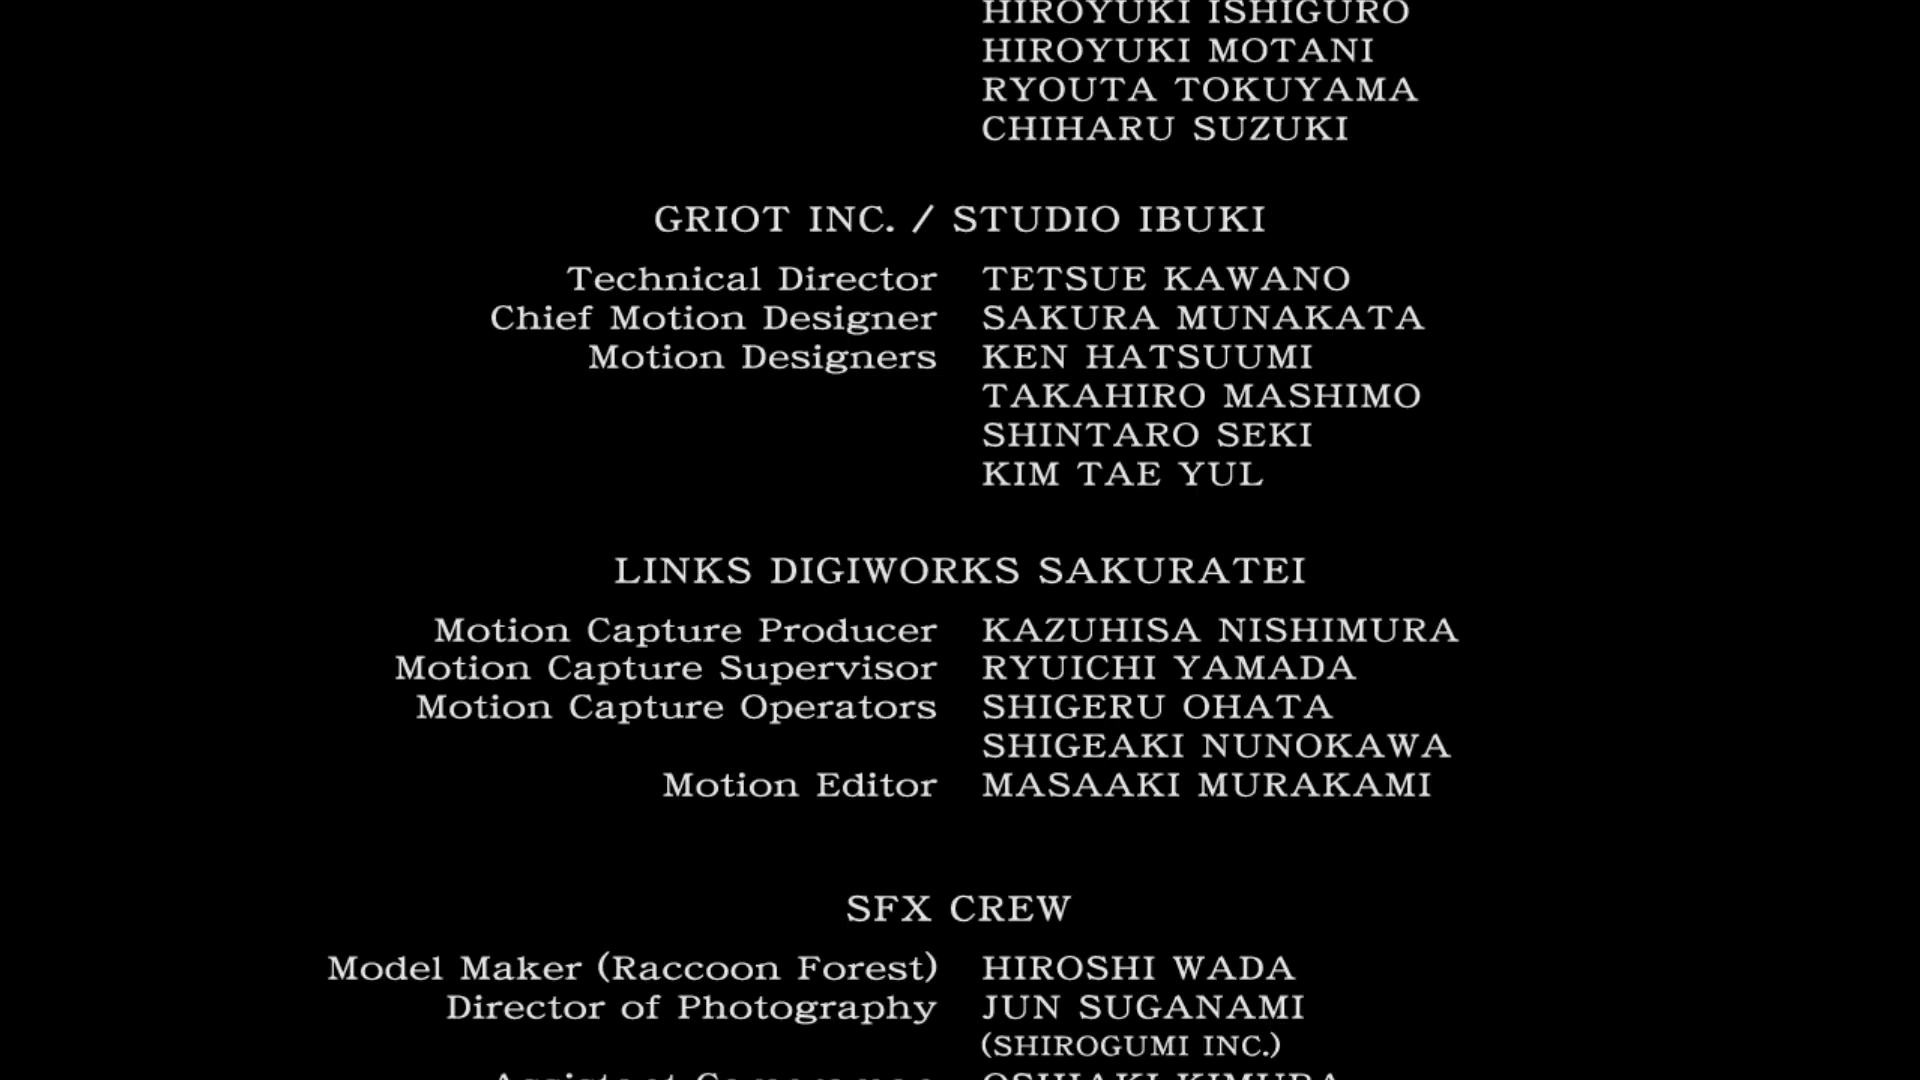 HIROYUKI ISHIGURO
HIROYUKI MOTANI
RYOUTA TOKUYAMA
CHIHARU SUZUKI
GRIOT INC. / STUDIO IBUKI
Technical Director TETSUE KAWANO
Chief Motion Designer SAKURA MUNAKATA
Motion Designers KEN HATSUUMI
TAKAHIRO MASHIMO
SHINTARO SEKI
KIM TAE YUL
LINKS DIGIWORKS SAKURATEI
Motion Capture Producer KAZUHISA NISHIMURA
Motion Capture Supervisor RYUICHI YAMADA
Motion Capture Operators SHIGERU OHATA
SHIGEAKI NUNOKAWA
Motion Editor MASAAKI MURAKAMI
SFX CREW
Model Maker (Raccoon Forest) HIROSHI WADA
Director of Photography JUN SUGANAMI
(SHIROGUMI INC.)